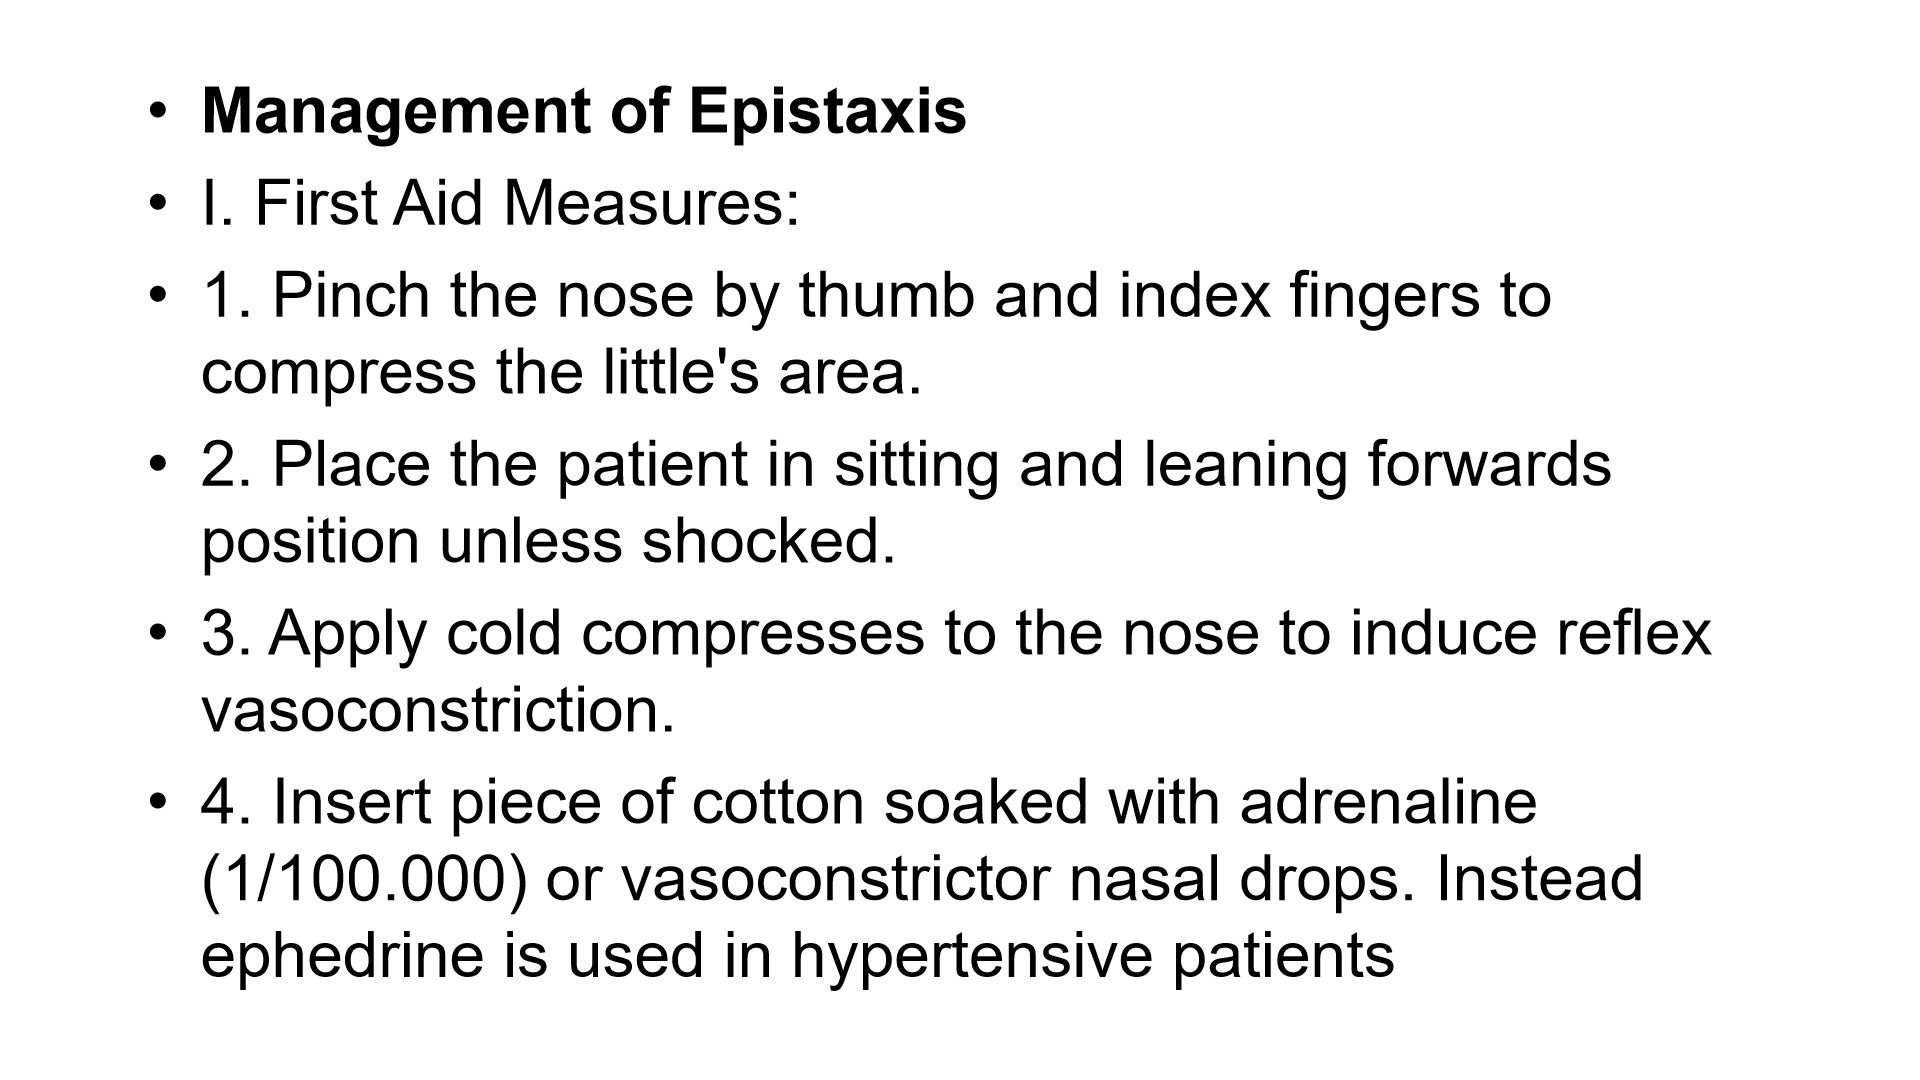 • Management of Epistaxis
• I. First Aid Measures:
• 1. Pinch the nose by thumb and index fingers to
compress the little's area.
• 2. Place the patient in sitting and leaning forwards
position unless shocked.
• 3. Apply cold compresses to the nose to induce reflex
vasoconstriction.
• 4. Insert piece of cotton soaked with adrenaline
(1/100.000) or vasoconstrictor nasal drops. Instead
ephedrine is used in hypertensive patients